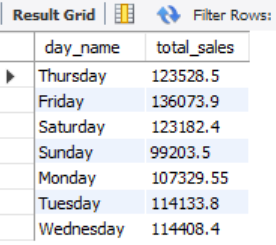 Result Grid Filter Rows:
day_name total_sales
Thursday 123528.5
Friday 136073.9
Saturday 123182.4
Sunday 99203.5
Monday 107329.55
Tuesday 114133.8
Wednesday 114408.4